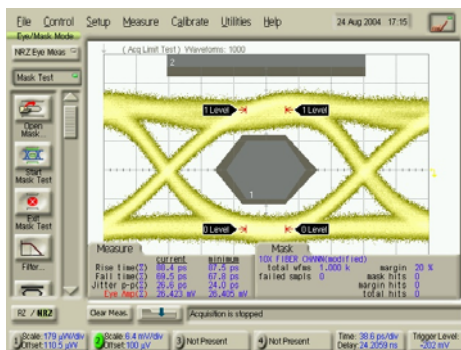 File Control Setup Measure Calibrate Utilities Help 24 Aug 2004 17:15
Eye/Mask Mode
NRZ Eye Meas
( Acq Limit Test ) Waveforms: 1000
2
Mask Test
1 Level 1 Level
Open
Mask...
Start
Mask Test
1
Exit
Mask Test
0 Level 0 Level
Filter...
Measure
current minimum
Rise time(Σ) 88.4 ps 87.5 ps
Fall time(Σ) 69.5 ps 67.8 ps
Jitter p-p(Σ) 26.6 ps 24.0 ps
Eye Amp(Σ) 26.423 mV 26.405 mV
Mask
10X FIBER CHANN(modified)
total wfms 1.000 k margin 20 %
failed smpls 0 mask hits 0
margin hits 0
total hits 0
RZ / NRZ
Clear Meas.
Acquisition is stopped
1 Scale: 179 µW/div
Offset: 110.5 µW
2 Scale: 6.4 mV/div
Offset: 100 µV
3 Not Present
4 Not Present
Time: 38.6 ps/div
Delay: 24.2059 ns
Trigger Level:
-202 mV